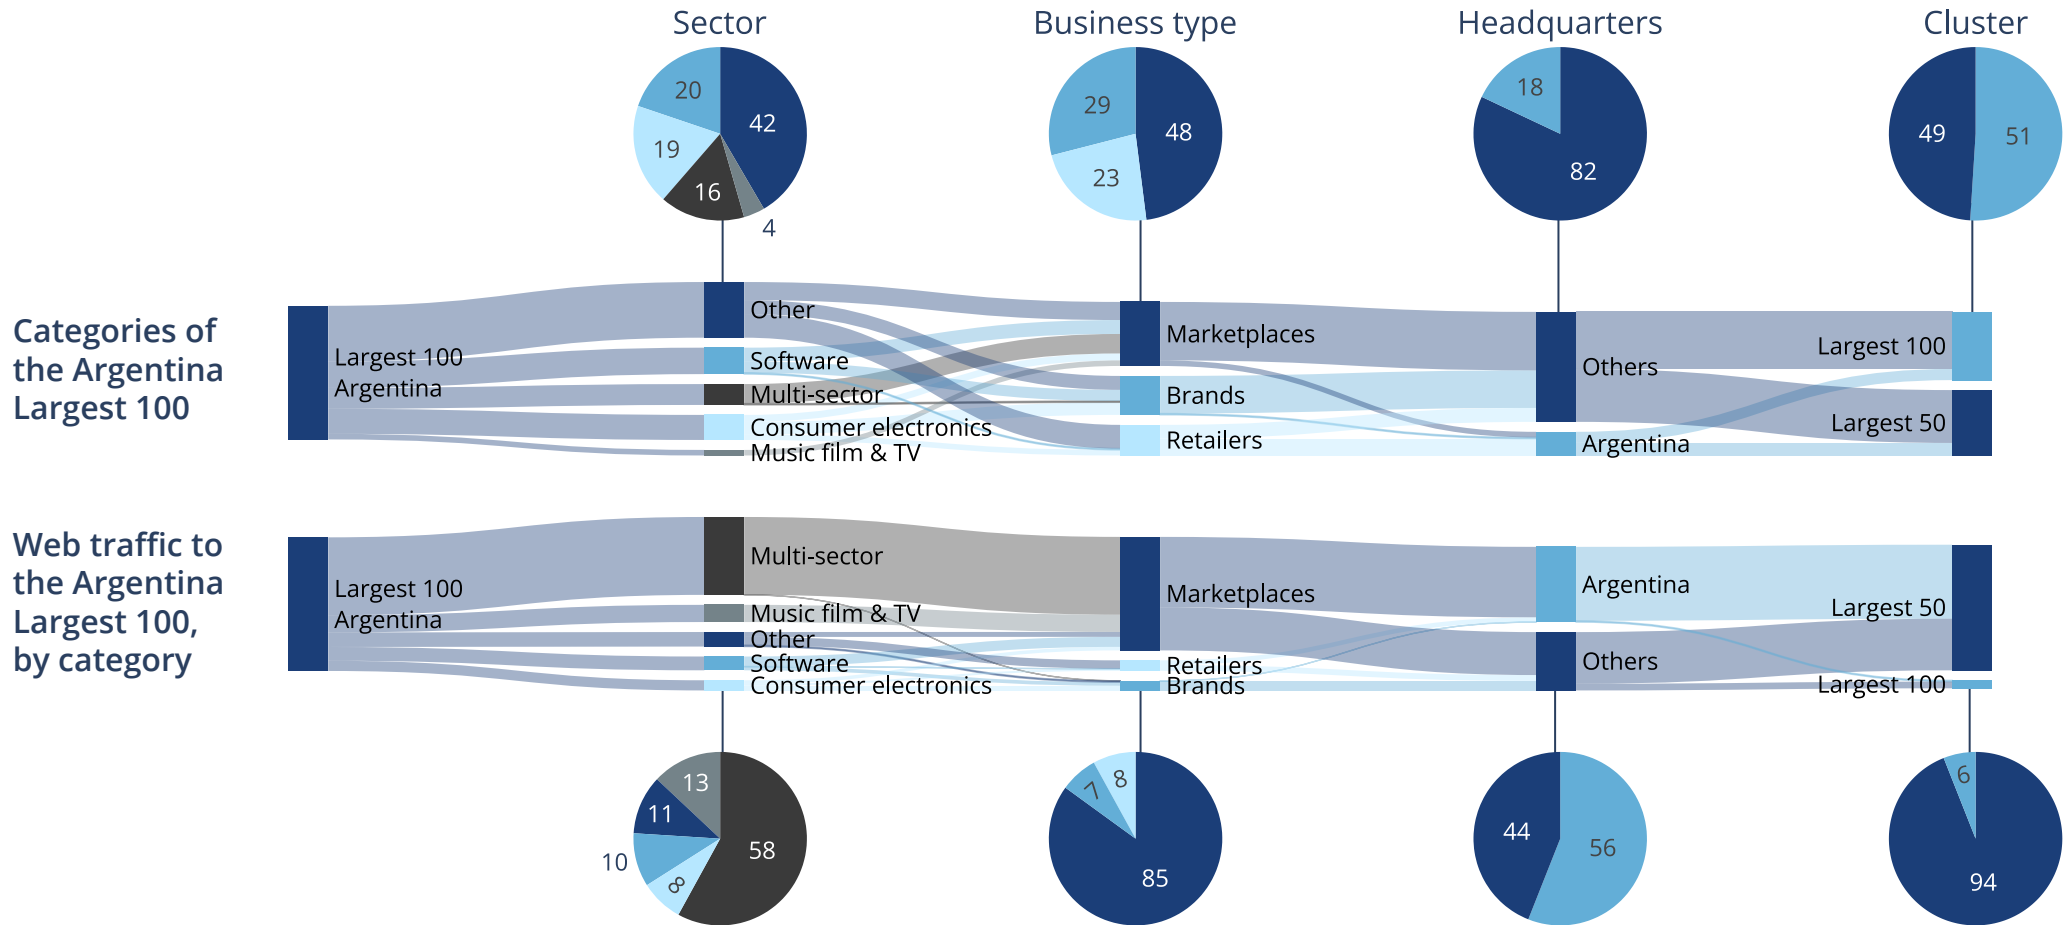 Sector
Business type
Headquarters
Cluster
20
42
19
16
4
29
48
23
18
82
49
51
Categories of
the Argentina
Largest 100
Largest 100
Argentina
Other
Software
Multi-sector
Consumer electronics
Music film & TV
Marketplaces
Brands
Retailers
Others
Argentina
Largest 100
Largest 50
Web traffic to
the Argentina
Largest 100,
by category
Largest 100
Argentina
Multi-sector
Music film & TV
Other
Software
Consumer electronics
Marketplaces
Retailers
Brands
Argentina
Others
Largest 50
Largest 100
13
11
10
8
58
7
8
85
44
56
6
94